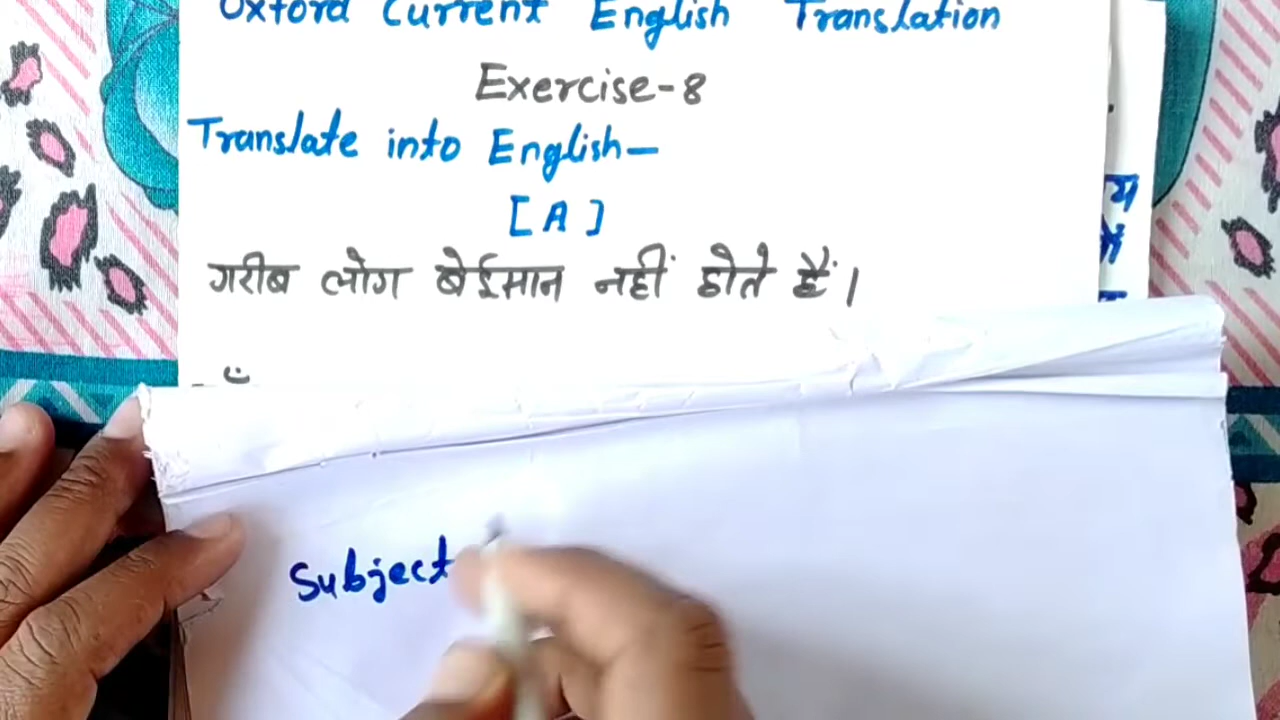 Oxford Current English Translation
Exercise-8
Translate into English—
[A]
गरीब लोग बेईमान नहीं होते हैं।
Subject